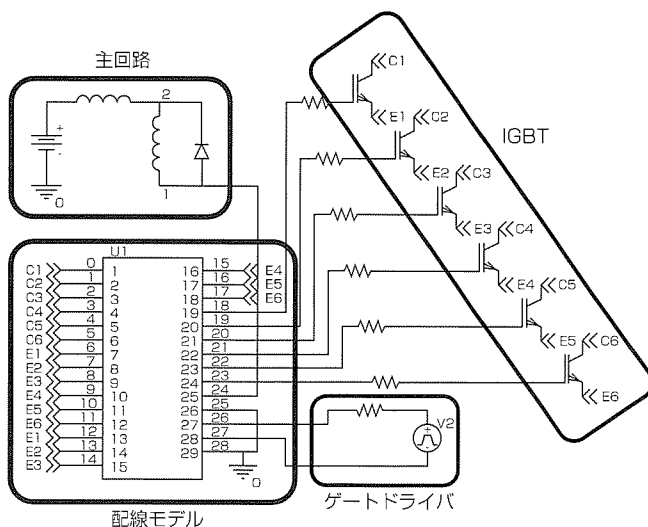 主回路
2
+
-
0
1
IGBT
C1
E1
C2
E2
C3
E3
C4
E4
C5
E5
C6
E6
U1
C1 0 1
C2 1 2
C3 2 3
C4 3 4
C5 4 5
C6 5 6
E1 6 7
E2 7 8
E3 8 9
E4 9 10
E5 10 11
E6 11 12
E1 12 13
E2 13 14
E3 14 15
16 15 E4
17 16 E5
18 17 E6
19 18
20 19
21 20
22 21
23 22
24 23
25 24
26 25
27 26
28 27
29 28
0
V2
+
-
ゲートドライバ
配線モデル